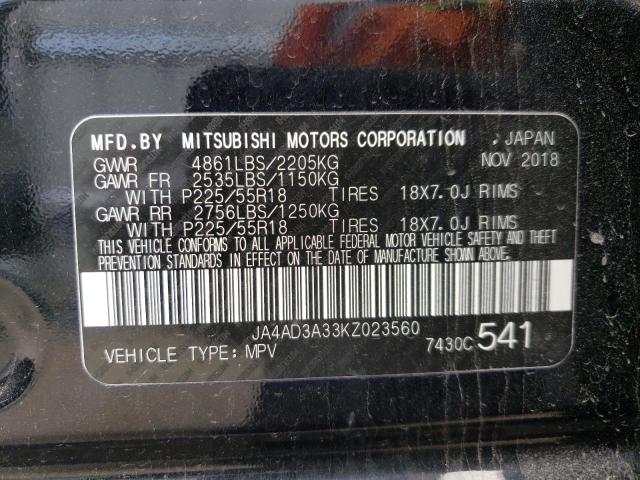 MFD.BY MITSUBISHI MOTORS CORPORATION JAPAN
GVWR 4861LBS/2205KG NOV 2018
GAWR FR 2535LBS/1150KG
WITH P225/55R18 TIRES 18X7.0J RIMS
GAWR RR 2756LBS/1250KG
WITH P225/55R18 TIRES 18X7.0J RIMS
THIS VEHICLE CONFORMS TO ALL APPLICABLE FEDERAL MOTOR VEHICLE SAFETY AND THEFT
PREVENTION STANDARDS IN EFFECT ON THE DATE OF MANUFACTURE SHOWN ABOVE.
JA4AD3A33KZ023560
VEHICLE TYPE: MPV 7430C 541